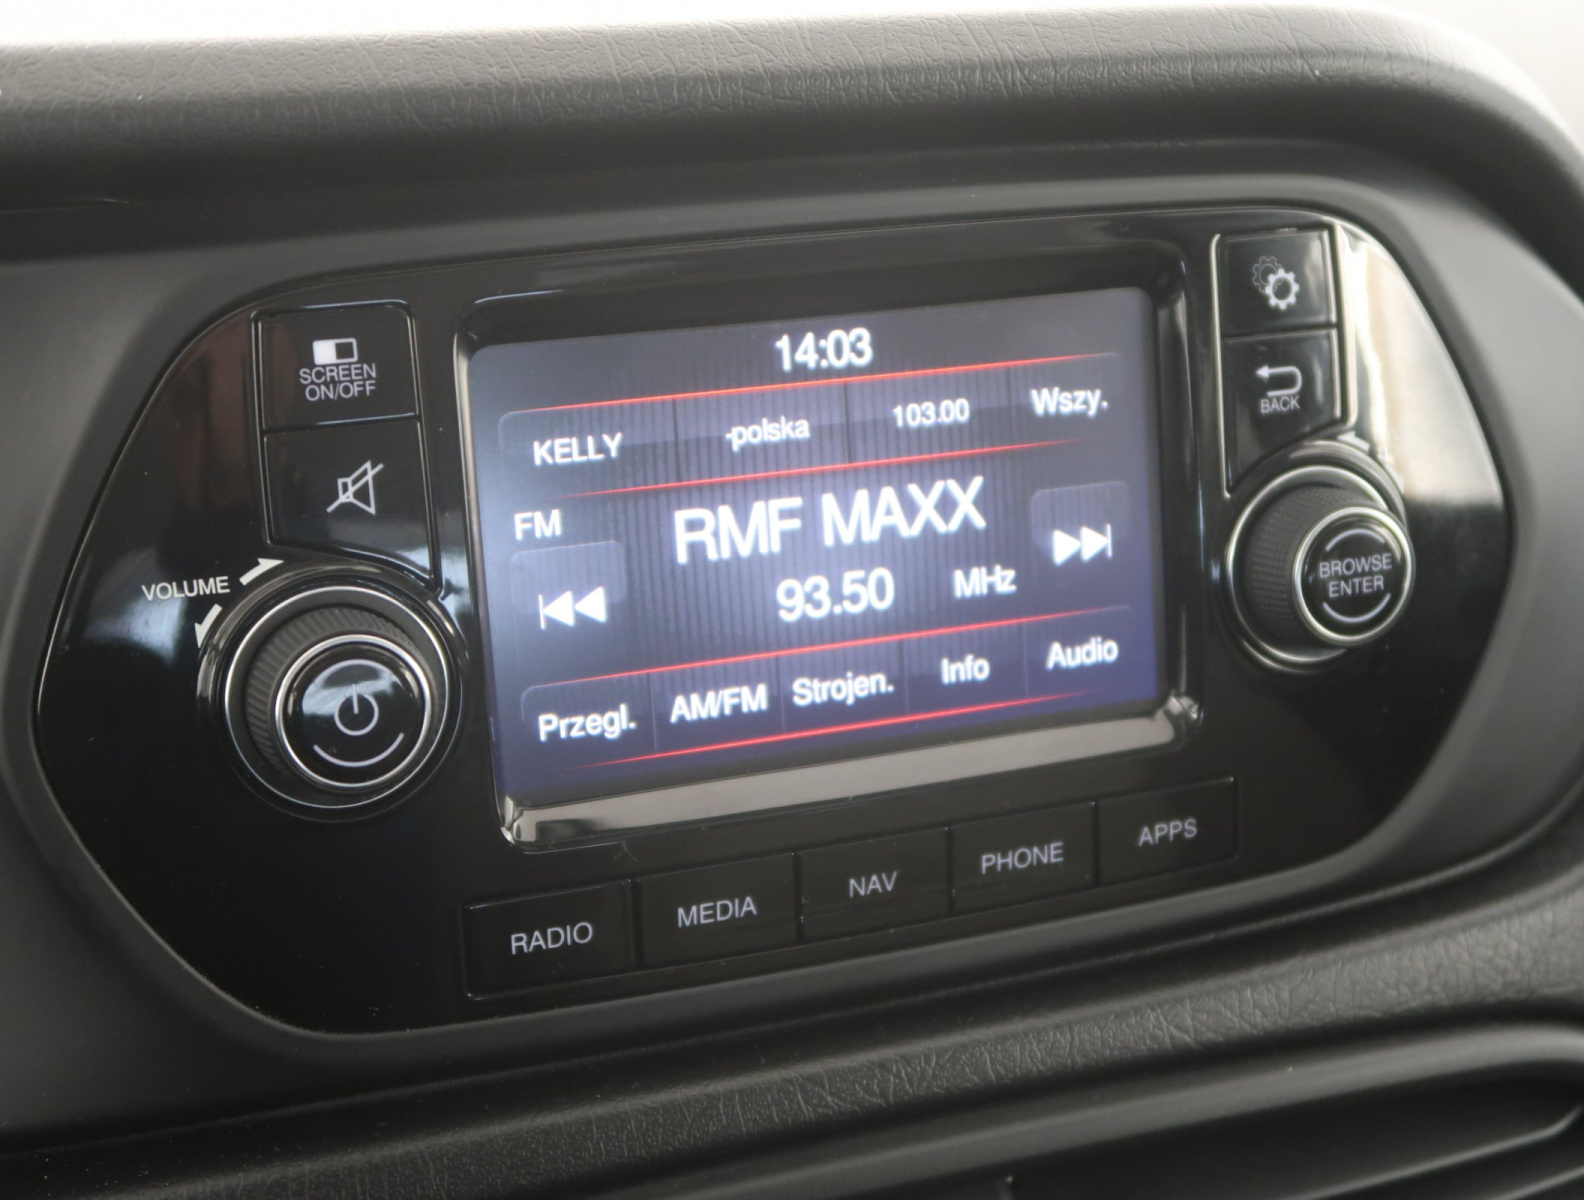 14:03
SCREEN
ON/OFF
BACK
KELLY
-polska
103.00
Wszy.
FM
RMF MAXX
93.50 MHz
VOLUME
BROWSE
ENTER
Przegl.
AM/FM
Strojen.
Info
Audio
RADIO
MEDIA
NAV
PHONE
APPS